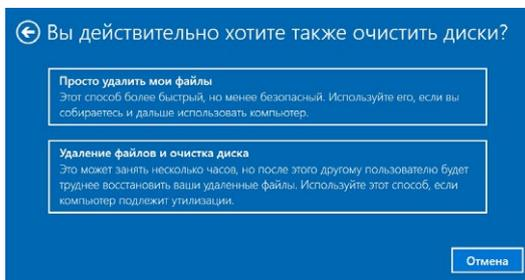 Вы действительно хотите также очистить диски?
Просто удалить мои файлы
Этот способ более быстрый, но менее безопасный. Используйте его, если вы
собираетесь и дальше использовать компьютер.
Удаление файлов и очистка диска
Это может занять несколько часов, но после этого другому пользователю будет
труднее восстановить ваши удаленные файлы. Используйте этот способ, если
компьютер подлежит утилизации.
Отмена